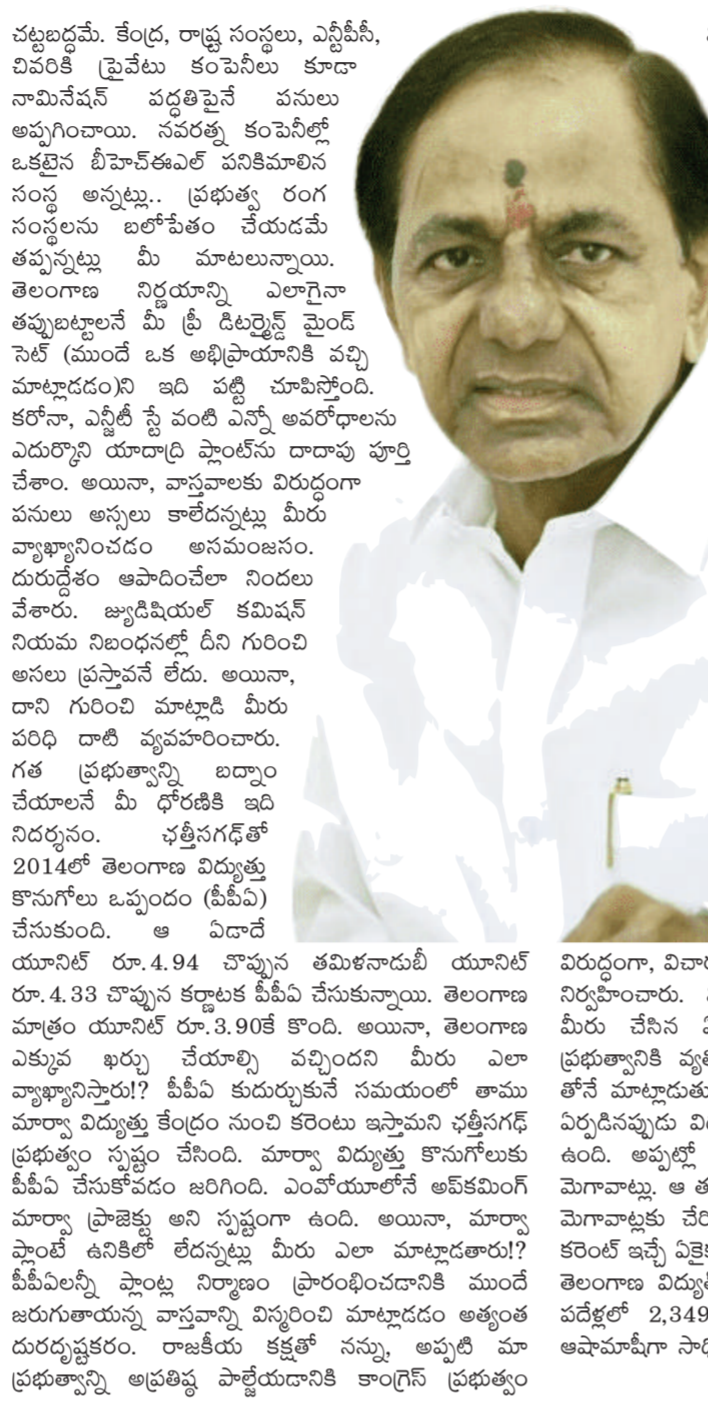 చట్టబద్ధమే. కేంద్ర, రాష్ట్ర సంస్థలు, ఎన్టీపీసీ,
చివరికి ప్రైవేటు కంపెనీలు కూడా
నామినేషన్ పద్ధతిపైనే పనులు
అప్పగించాయి. నవరత్న కంపెనీల్లో
ఒకటైన బీహెచ్ఈఎల్ పనికిమాలిన
సంస్థ అన్నట్లు.. ప్రభుత్వ రంగ
సంస్థలను బలోపేతం చేయడమే
తప్పన్నట్లు మీ మాటలున్నాయి.
తెలంగాణ నిర్ణయాన్ని ఎలాగైనా
తప్పుబట్టాలనే మీ ప్రీ డిటర్మైన్డ్ మైండ్
సెట్ (ముందే ఒక అభిప్రాయానికి వచ్చి
మాట్లాడడం)ని ఇది పట్టి చూపిస్తోంది.
కరోనా, ఎన్జీటీ స్టే వంటి ఎన్నో అవరోధాలను
ఎదుర్కొని యాదాద్రి ప్లాంట్‌ను దాదాపు పూర్తి
చేశాం. అయినా, వాస్తవాలకు విరుద్ధంగా
పనులు అస్సలు కాలేదన్నట్లు మీరు
వ్యాఖ్యానించడం అసమంజసం.
దురుద్దేశం ఆపాదించేలా నిందలు
వేశారు. జ్యుడిషియల్ కమిషన్
నియమ నిబంధనల్లో దీని గురించి
అసలు ప్రస్తావనే లేదు. అయినా,
దాని గురించి మాట్లాడి మీరు
పరిధి దాటి వ్యవహరించారు.
గత ప్రభుత్వాన్ని బద్నాం
చేయాలనే మీ ధోరణికి ఇది
నిదర్శనం. ఛత్తీసగఢ్‌తో
2014లో తెలంగాణ విద్యుత్తు
కొనుగోలు ఒప్పందం (పీపీఏ)
చేసుకుంది. ఆ ఏడాదే
యూనిట్ రూ.4.94 చొప్పున తమిళనాడుబీ యూనిట్
రూ.4.33 చొప్పున కర్ణాటక పీపీఏ చేసుకున్నాయి. తెలంగాణ
మాత్రం యూనిట్ రూ.3.90కే కొంది. అయినా, తెలంగాణ
ఎక్కువ ఖర్చు చేయాల్సి వచ్చిందని మీరు ఎలా
వ్యాఖ్యానిస్తారు!? పీపీఏ కుదుర్చుకునే సమయంలో తాము
మార్వా విద్యుత్తు కేంద్రం నుంచి కరెంటు ఇస్తామని ఛత్తీసగఢ్
ప్రభుత్వం స్పష్టం చేసింది. మార్వా విద్యుత్తు కొనుగోలుకు
పీపీఏ చేసుకోవడం జరిగింది. ఎంవోయూలోనే అప్‌కమింగ్
మార్వా ప్రాజెక్టు అని స్పష్టంగా ఉంది. అయినా, మార్వా
ప్లాంటే ఉనికిలో లేదన్నట్లు మీరు ఎలా మాట్లాడతారు!?
పీపీఏలన్నీ ప్లాంట్ల నిర్మాణం ప్రారంభించడానికి ముందే
జరుగుతాయన్న వాస్తవాన్ని విస్మరించి మాట్లాడడం అత్యంత
దురదృష్టకరం. రాజకీయ కక్షతో నన్ను, అప్పటి మా
ప్రభుత్వాన్ని అప్రతిష్ఠ పాల్జేయడానికి కాంగ్రెస్ ప్రభుత్వం
విరుద్ధంగా,
నిర్వహించారు.
మీరు చేసిన
ప్రభుత్వానికి
తోనే
ఏర్పడినప్పుడు
ఉంది. అప్పట్లో
మెగావాట్లు. ఆ
మెగావాట్లకు
కరెంట్ ఇచ్చే
తెలంగాణ
పదేళ్లలో 2,349
ఆషామాషీగా